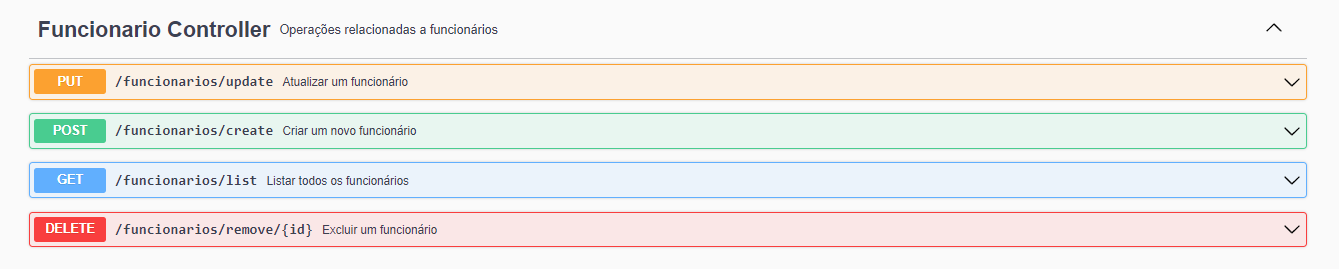 Funcionario Controller Operações relacionadas a funcionários
PUT /funcionarios/update Atualizar um funcionário
POST /funcionarios/create Criar um novo funcionário
GET /funcionarios/list Listar todos os funcionários
DELETE /funcionarios/remove/{id} Excluir um funcionário